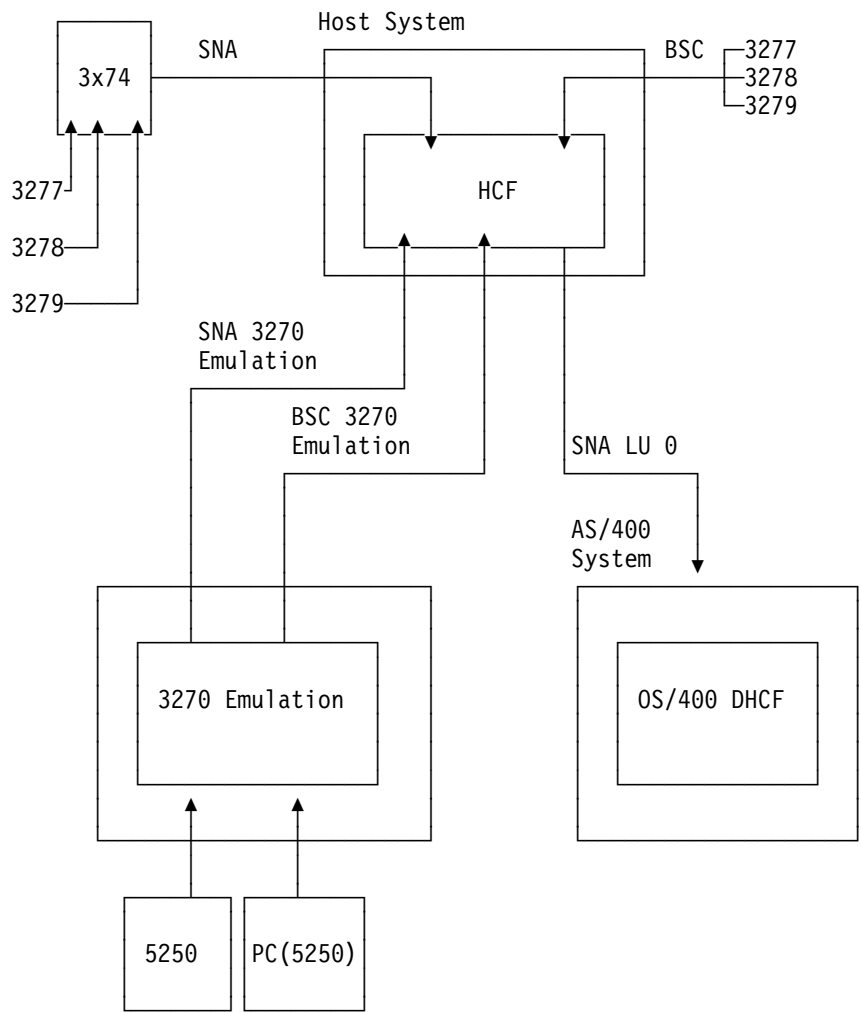 Host System
SNA
BSC
3277
3278
3279
3x74
HCF
3277
3278
3279
SNA 3270
Emulation
BSC 3270
Emulation
SNA LU 0
AS/400
System
3270 Emulation
OS/400 DHCF
5250
PC(5250)